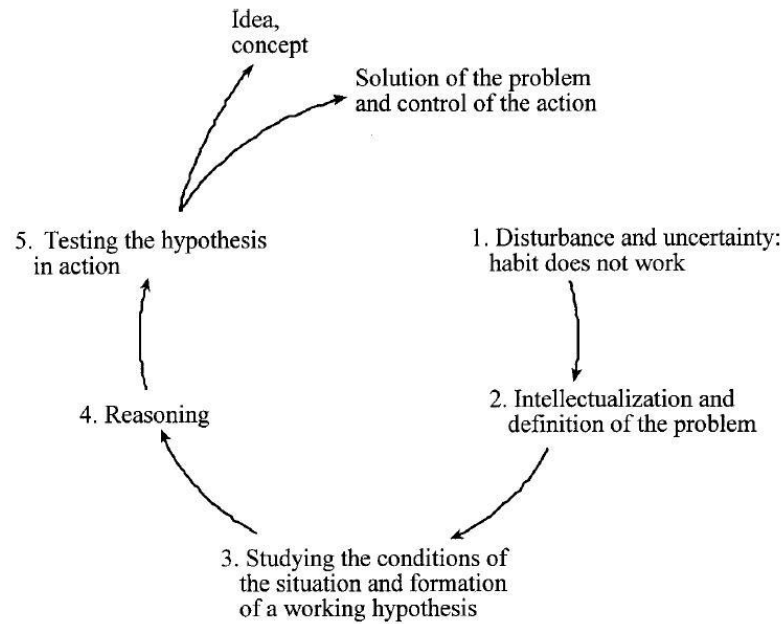 Idea,
concept
Solution of the problem
and control of the action
5. Testing the hypothesis
in action
1. Disturbance and uncertainty:
habit does not work
4. Reasoning
2. Intellectualization and
definition of the problem
3. Studying the conditions of
the situation and formation
of a working hypothesis